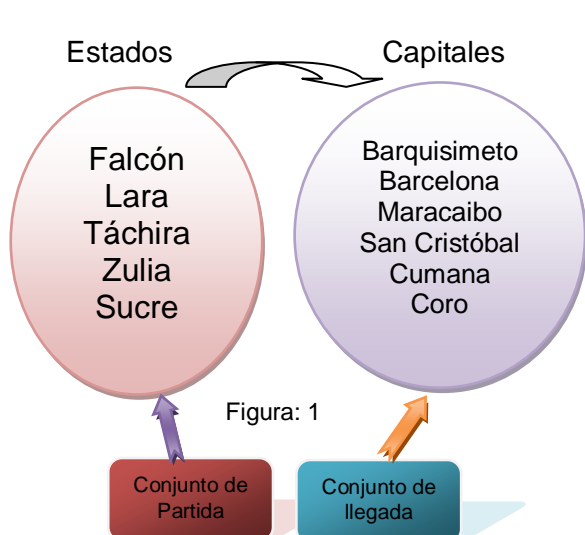 Estados
Capitales
Falcón
Lara
Táchira
Zulia
Sucre
Barquisimeto
Barcelona
Maracaibo
San Cristóbal
Cumana
Coro
Figura: 1
Conjunto de
Partida
Conjunto de
llegada